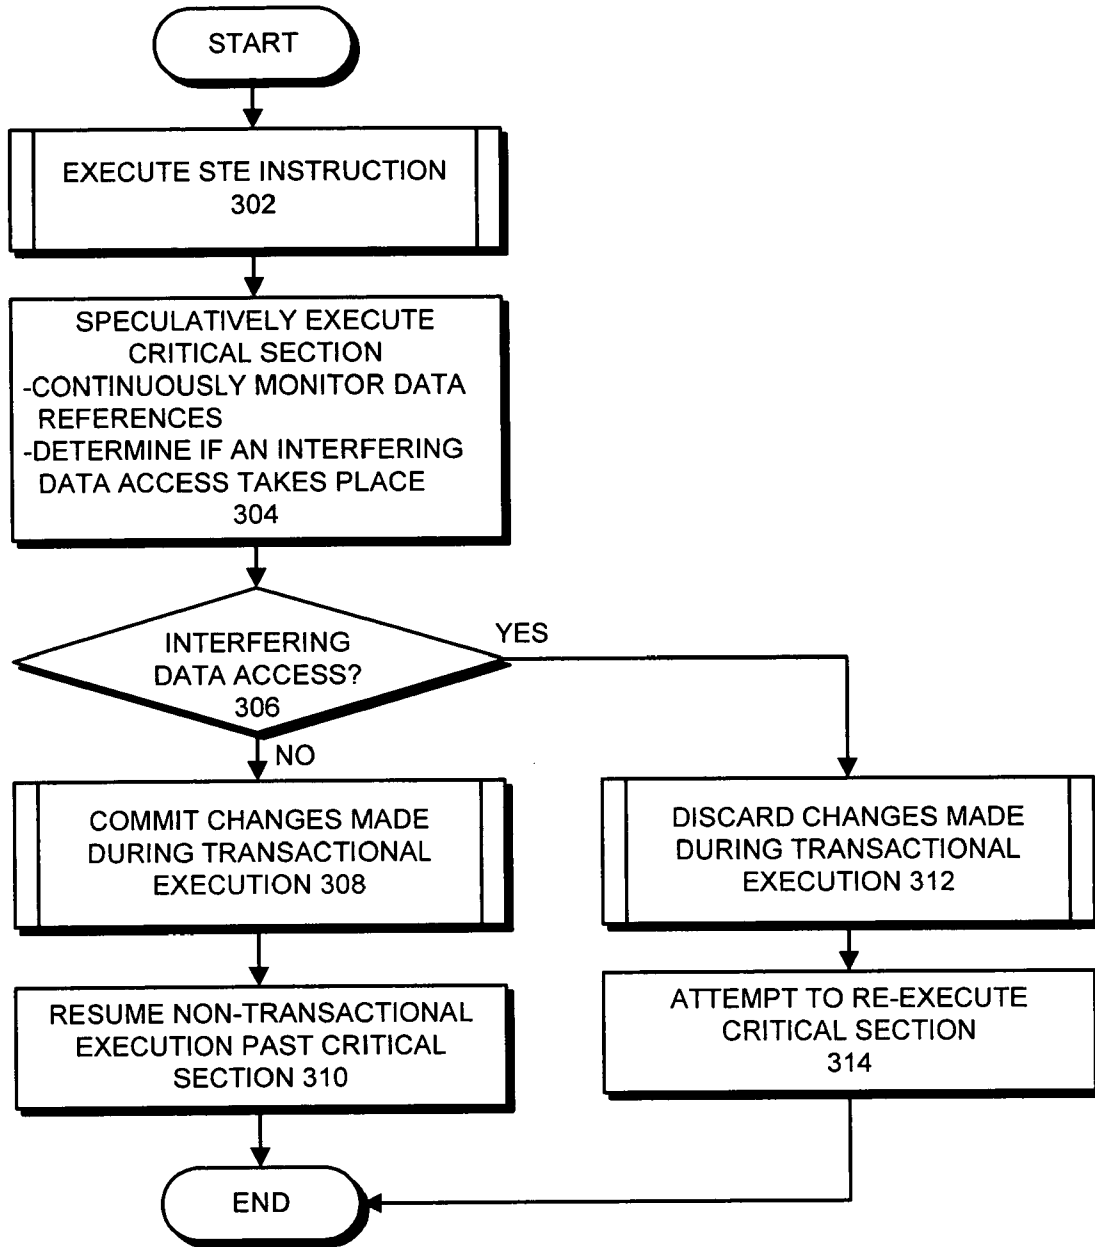 START
EXECUTE STE INSTRUCTION
302
SPECULATIVELY EXECUTE
CRITICAL SECTION
-CONTINUOUSLY MONITOR DATA
REFERENCES
-DETERMINE IF AN INTERFERING
DATA ACCESS TAKES PLACE
304
INTERFERING
DATA ACCESS?
306
YES
NO
COMMIT CHANGES MADE
DURING TRANSACTIONAL
EXECUTION 308
DISCARD CHANGES MADE
DURING TRANSACTIONAL
EXECUTION 312
RESUME NON-TRANSACTIONAL
EXECUTION PAST CRITICAL
SECTION 310
ATTEMPT TO RE-EXECUTE
CRITICAL SECTION
314
END